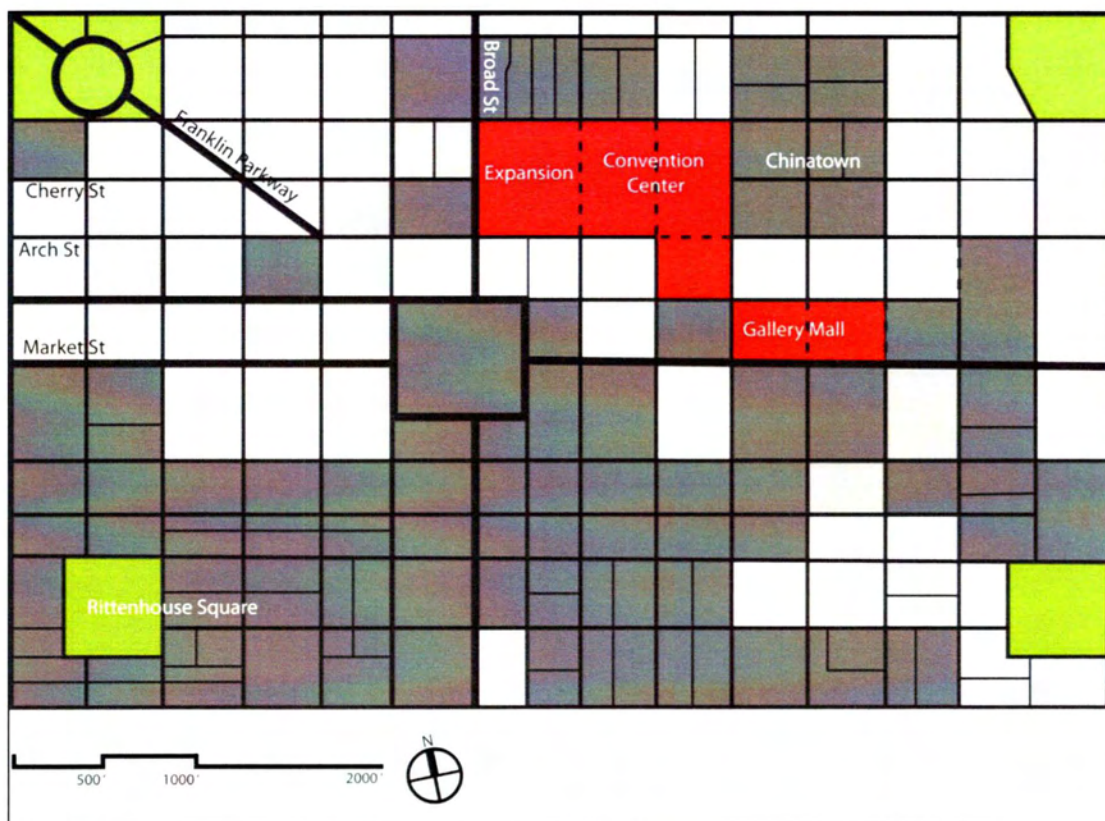 Broad St
Franklin Parkway
Expansion
Convention
Center
Chinatown
Cherry St
Arch St
Gallery Mall
Market St
Rittenhouse Square
N
500'
1000'
2000'